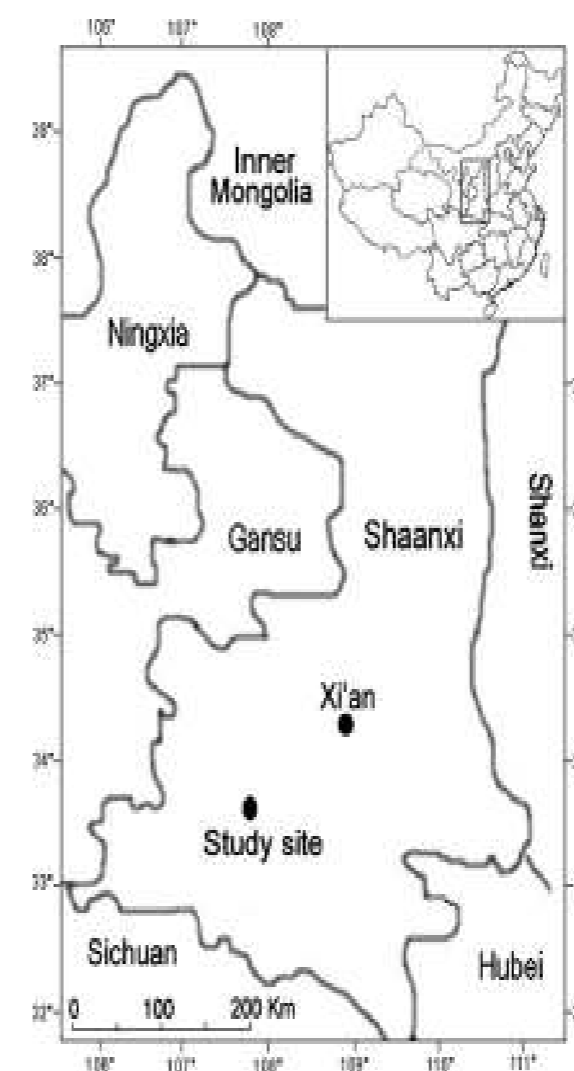 106° 107° 108°
39°
Inner
Mongolia
38°
Ningxia
37°
36°
Gansu
Shaanxi
Shanxi
35°
Xi'an
34°
Study site
33°
Sichuan
Hubei
0 100 200 Km
32°
106° 107° 108° 109° 110° 111°